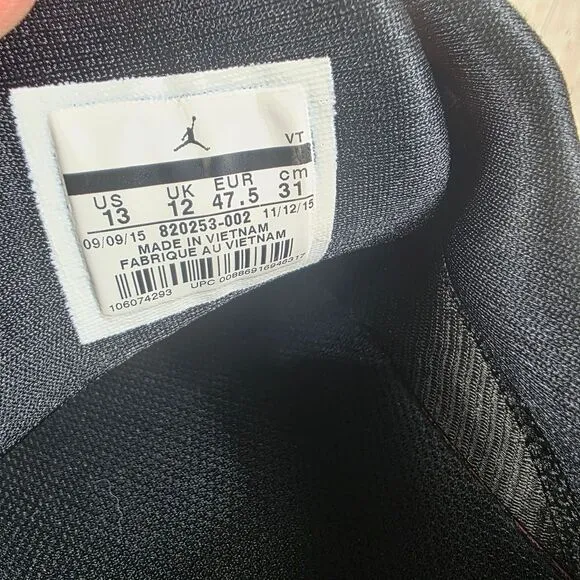 VT
US UK EUR cm
13 12 47.5 31
09/09/15 820253-002 11/12/15
MADE IN VIETNAM
FABRIQUE AU VIETNAM
106074293 UPC 00886916946317